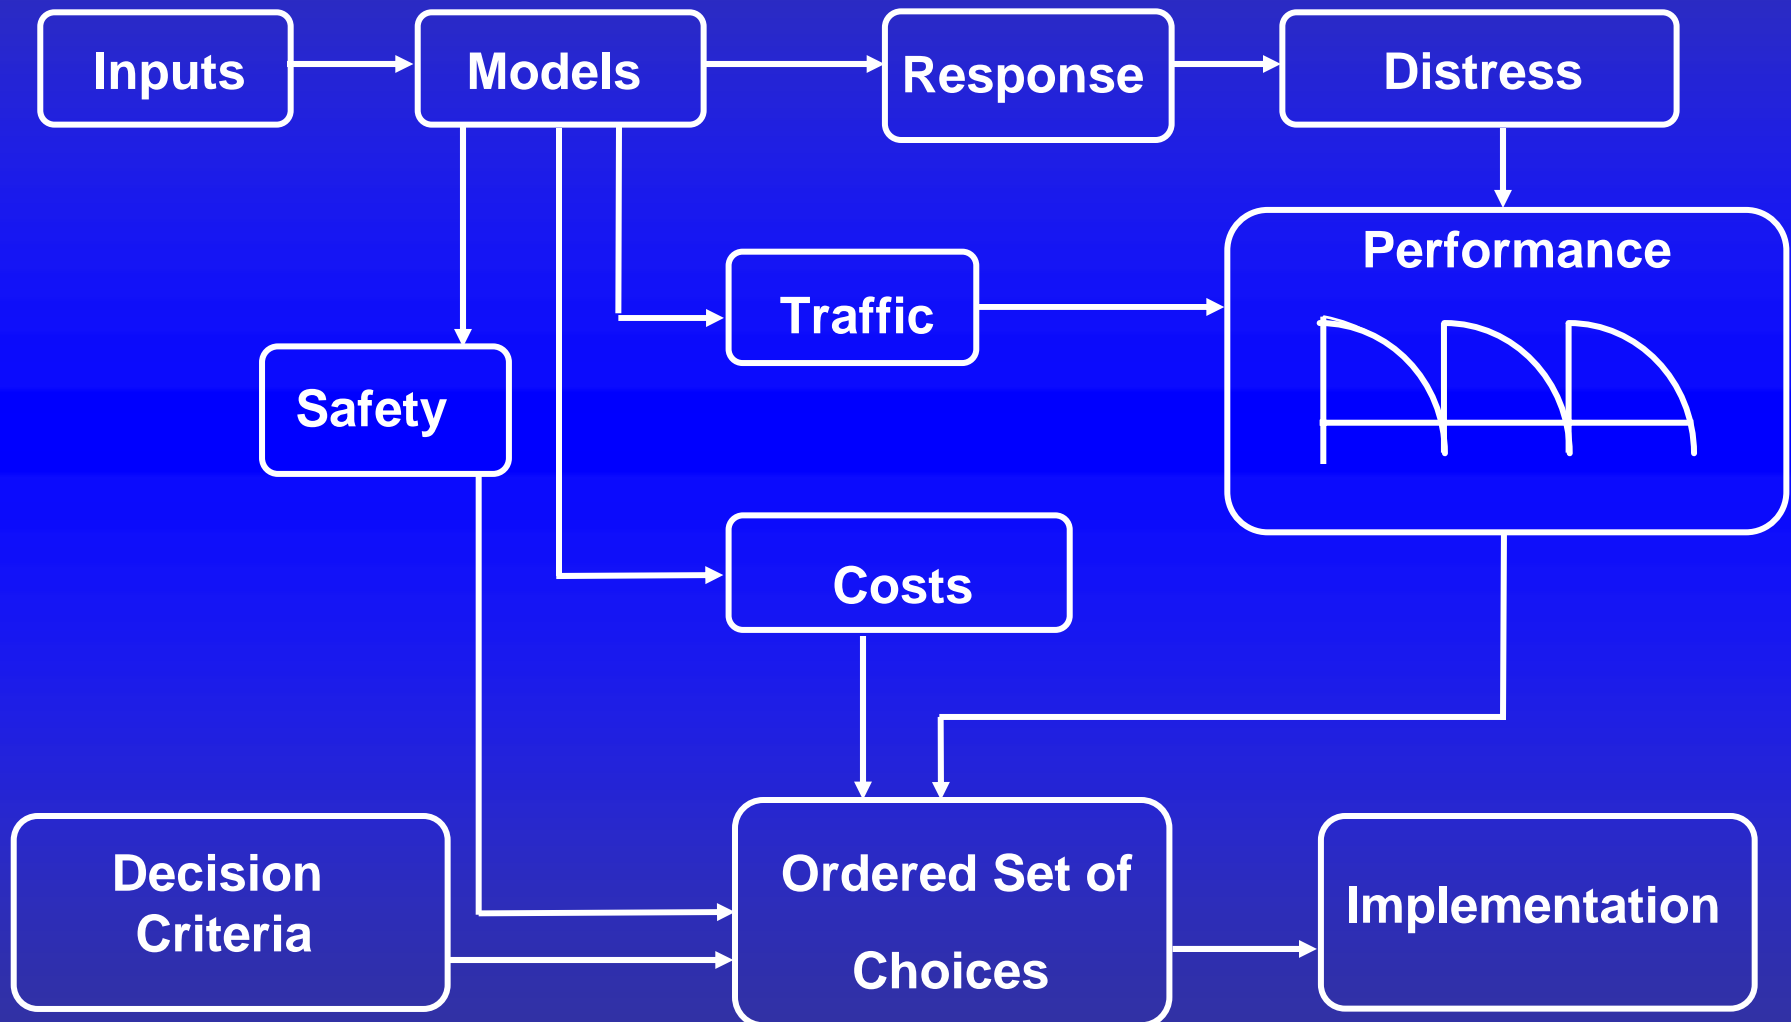 Inputs
Models
Response
Distress
Performance
Traffic
Safety
Costs
Decision
Criteria
Ordered Set of
Choices
Implementation